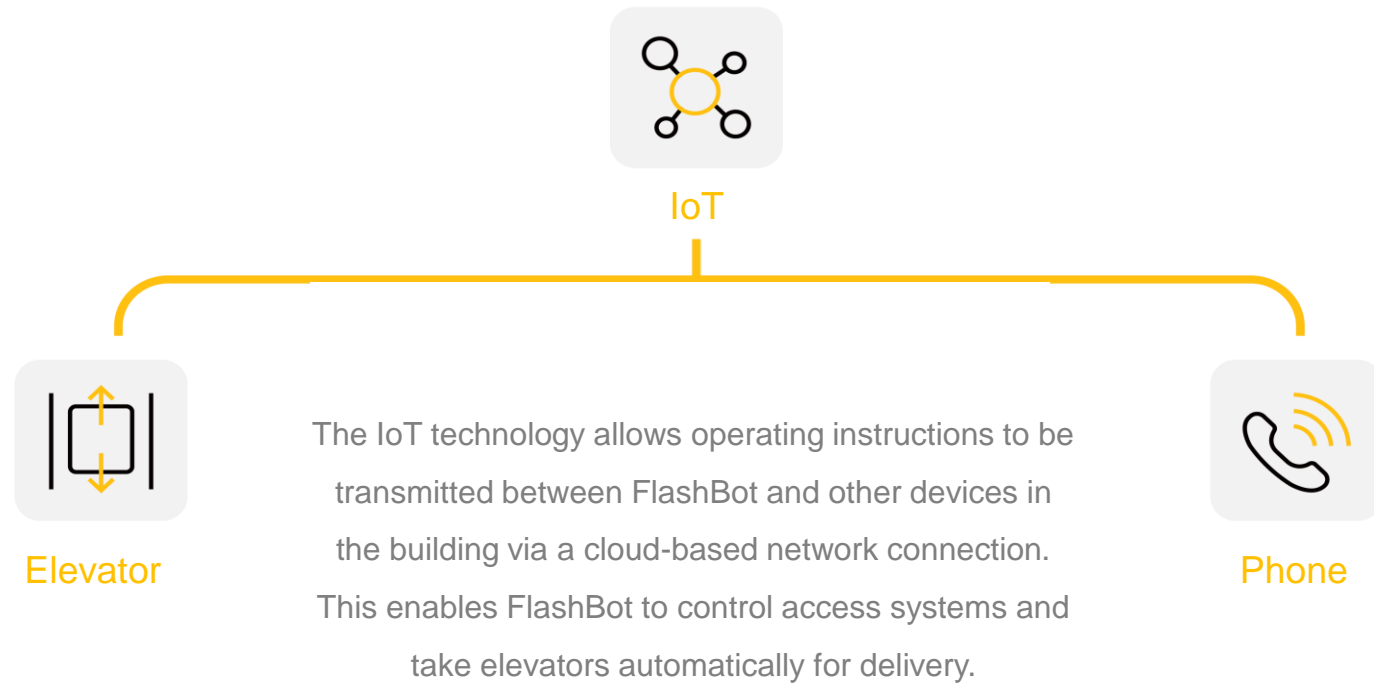 IoT
Elevator
The IoT technology allows operating instructions to be
transmitted between FlashBot and other devices in
the building via a cloud-based network connection.
This enables FlashBot to control access systems and
take elevators automatically for delivery.
Phone